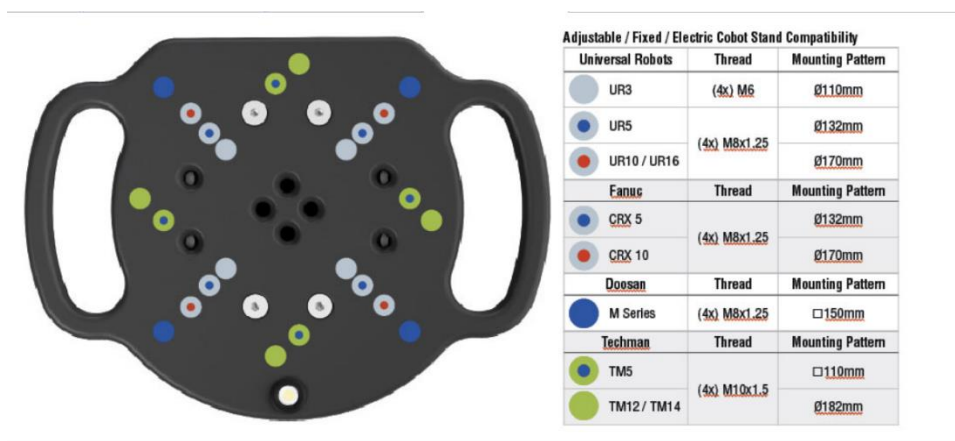 Adjustable / Fixed / Electric Cobot Stand Compatibility
Universal Robots Thread Mounting Pattern
UR3 (4x) M6 Ø110mm
UR5 (4x) M8x1.25 Ø132mm
UR10 / UR16 Ø170mm
Fanuc Thread Mounting Pattern
CRX 5 (4x) M8x1.25 Ø132mm
CRX 10 Ø170mm
Doosan Thread Mounting Pattern
M Series (4x) M8x1.25 □150mm
Techman Thread Mounting Pattern
TM5 (4x) M10x1.5 □110mm
TM12 / TM14 Ø182mm